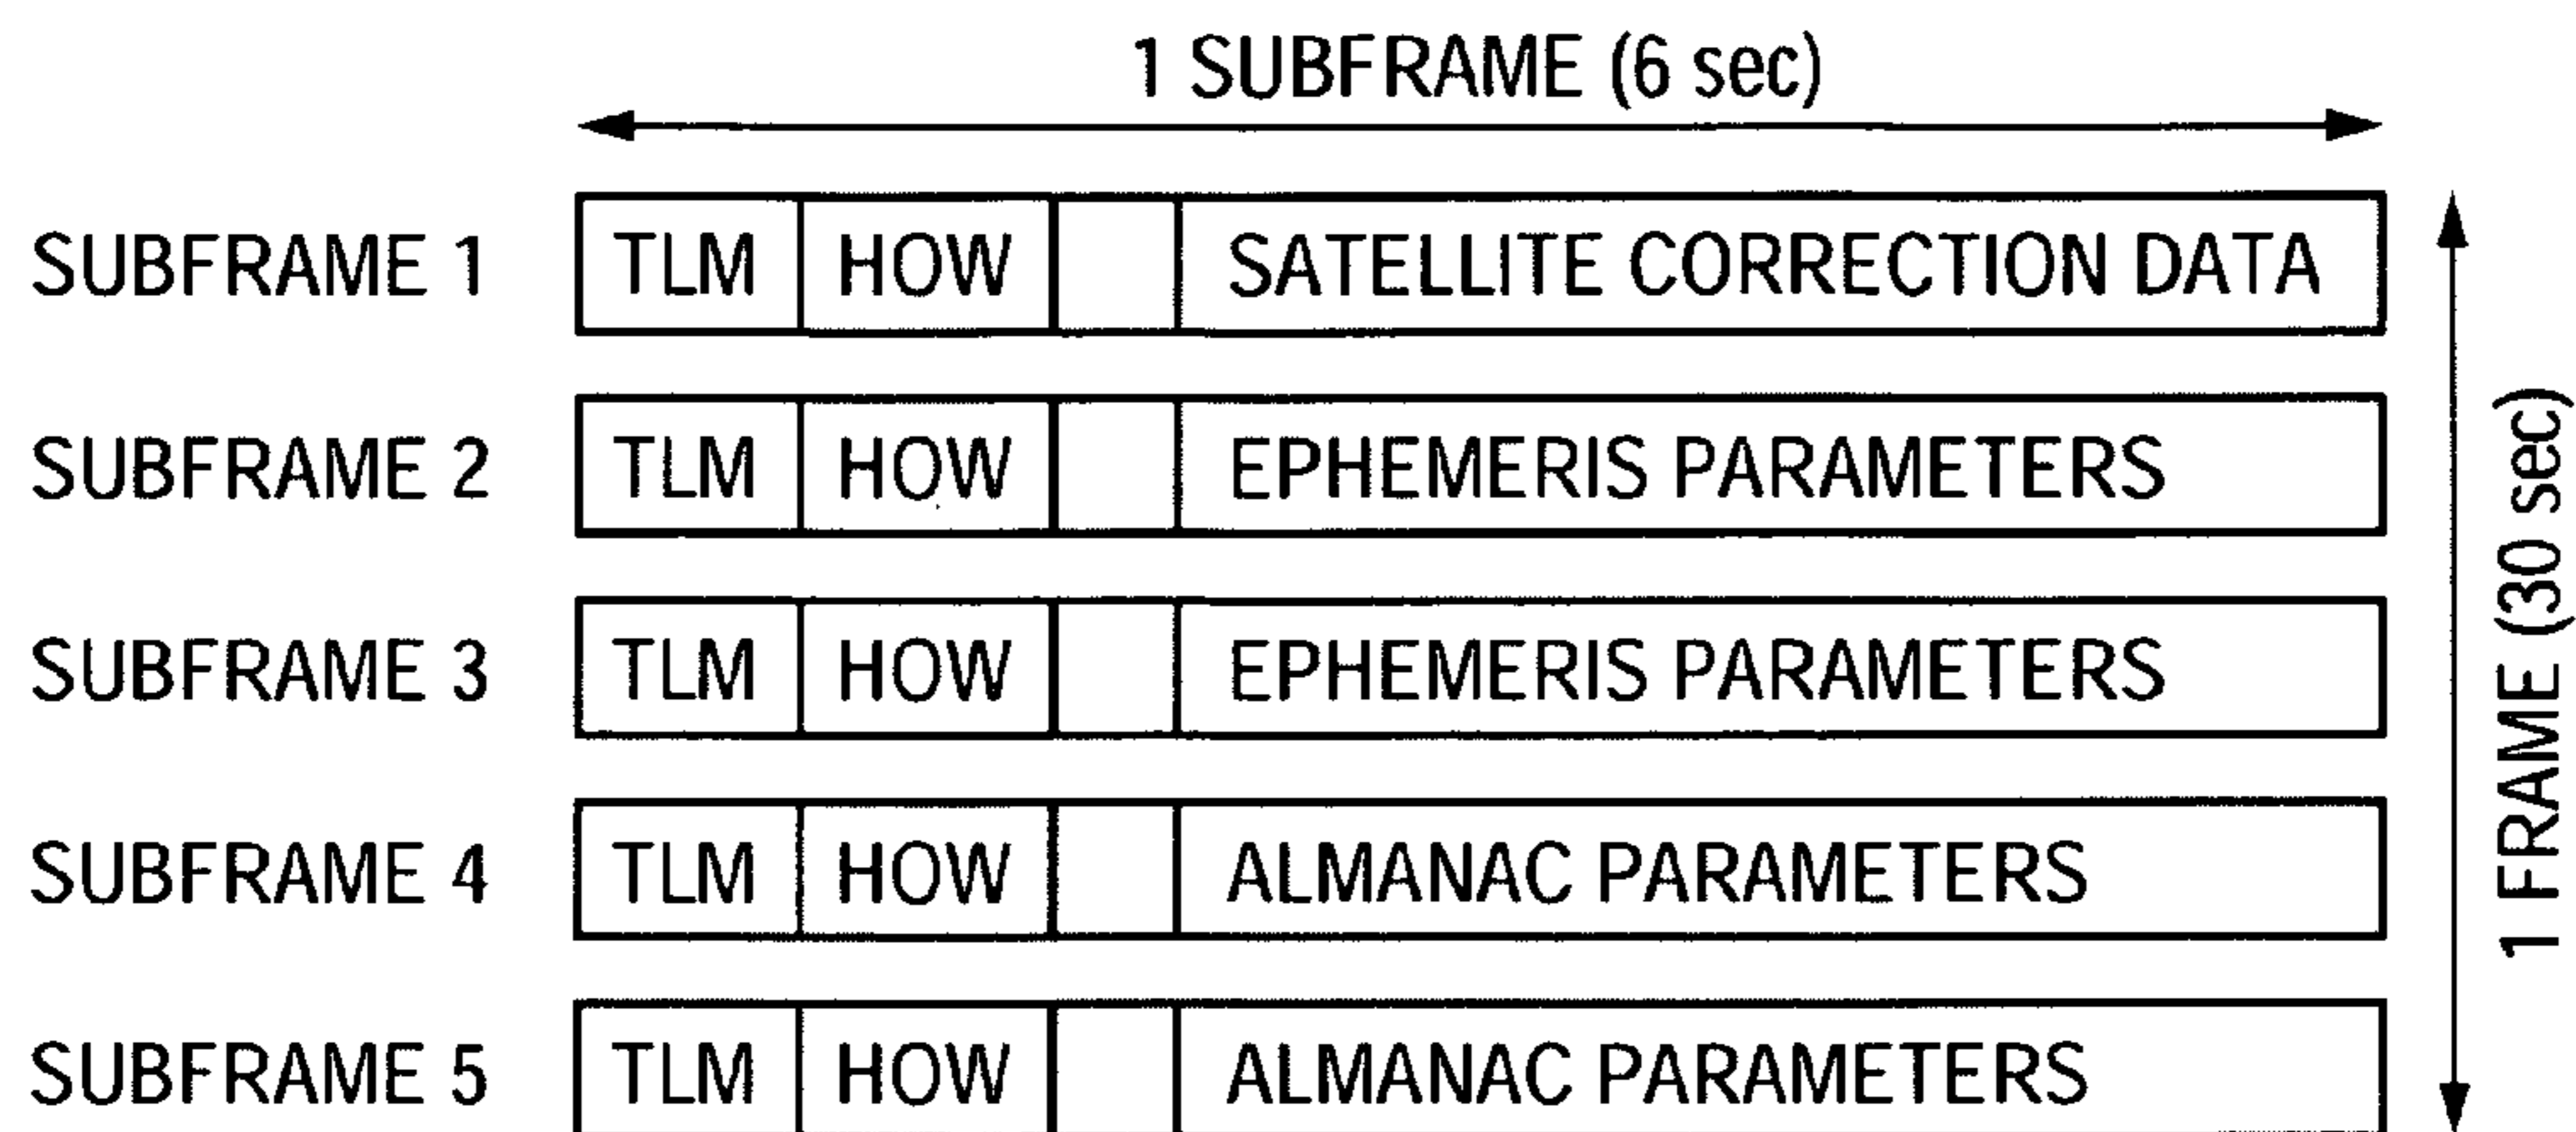 1 SUBFRAME (6 sec)
SUBFRAME 1 TLM HOW SATELLITE CORRECTION DATA
SUBFRAME 2 TLM HOW EPHEMERIS PARAMETERS
SUBFRAME 3 TLM HOW EPHEMERIS PARAMETERS
SUBFRAME 4 TLM HOW ALMANAC PARAMETERS
SUBFRAME 5 TLM HOW ALMANAC PARAMETERS
1 FRAME (30 sec)